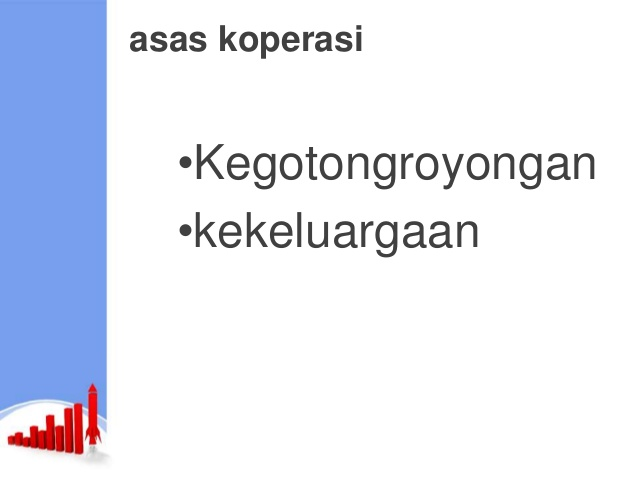 asas koperasi
•Kegotongroyongan
•kekeluargaan